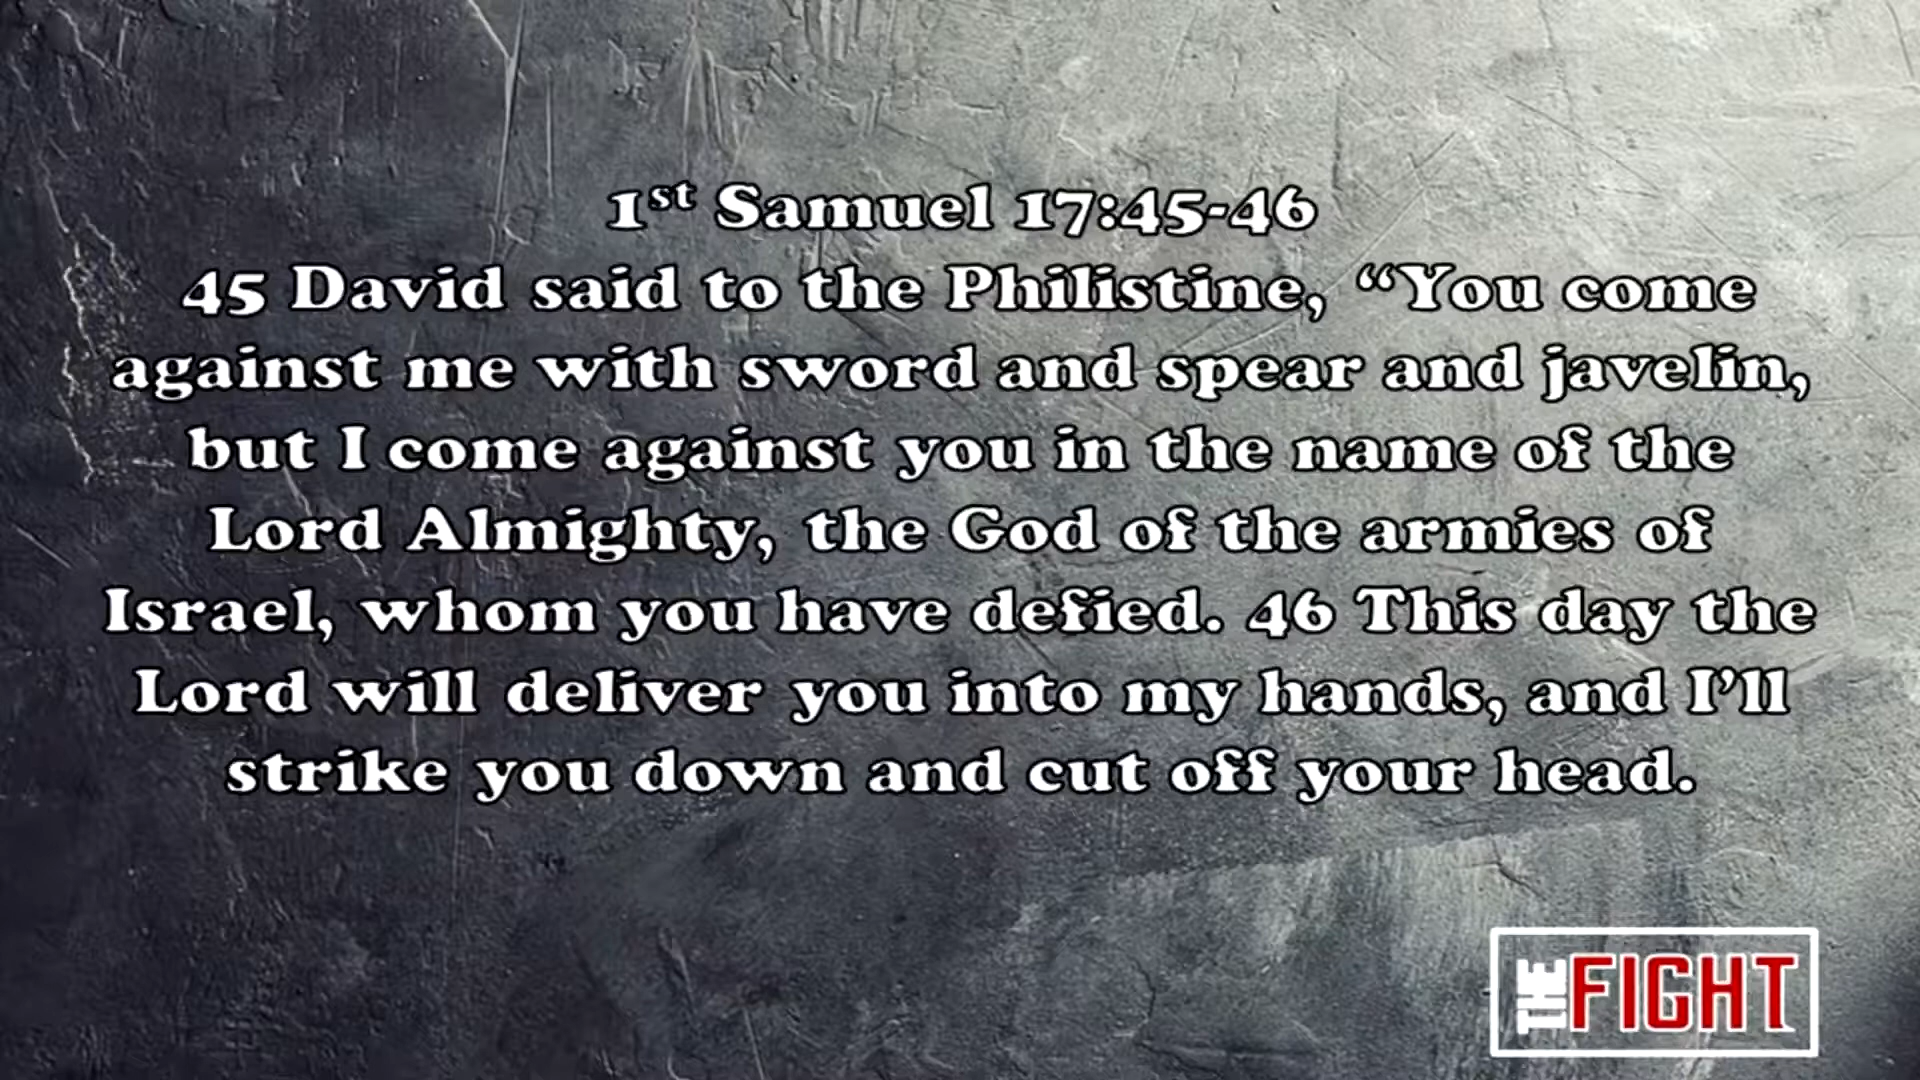 1st Samuel 17:45-46
45 David said to the Philistine, “You come
against me with sword and spear and javelin,
but I come against you in the name of the
Lord Almighty, the God of the armies of
Israel, whom you have defied. 46 This day the
Lord will deliver you into my hands, and I’ll
strike you down and cut off your head.
THE FIGHT